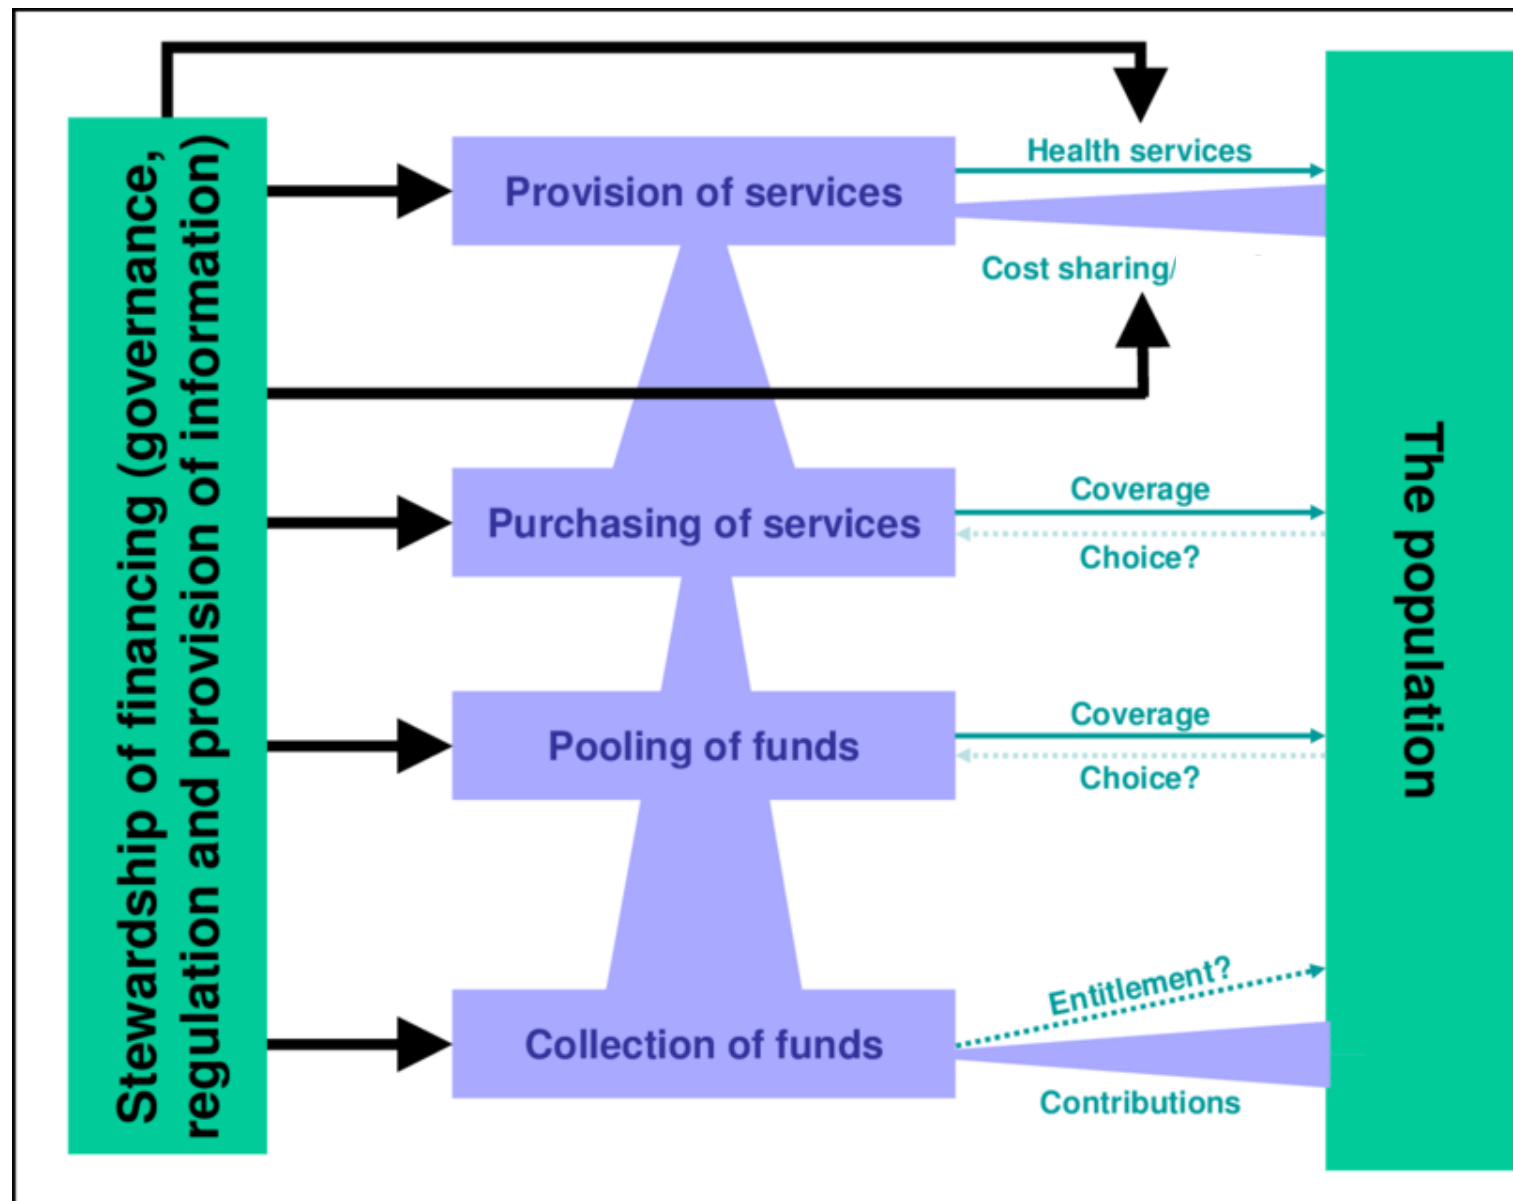 Stewardship of financing (governance,
regulation and provision of information)
Provision of services
Health services
Cost sharing/
Purchasing of services
Coverage
Choice?
Pooling of funds
Coverage
Choice?
Collection of funds
Entitlement?
Contributions
The population